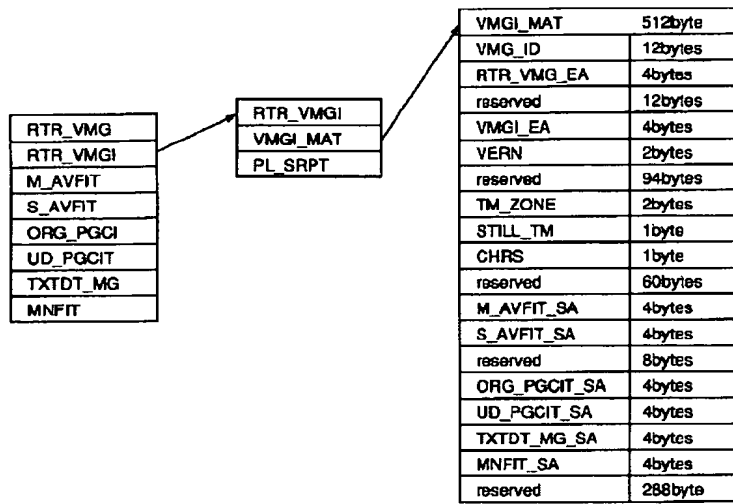 RTR_VMG
RTR_VMGI
M_AVFIT
S_AVFIT
ORG_PGCI
UD_PGCIT
TXTDT_MG
MNFIT
RTR_VMGI
VMGI_MAT
PL_SRPT
VMGI_MAT 512byte
VMG_ID 12bytes
RTR_VMG_EA 4bytes
reserved 12bytes
VMGI_EA 4bytes
VERN 2bytes
reserved 94bytes
TM_ZONE 2bytes
STILL_TM 1byte
CHRS 1byte
reserved 60bytes
M_AVFIT_SA 4bytes
S_AVFIT_SA 4bytes
reserved 8bytes
ORG_PGCIT_SA 4bytes
UD_PGCIT_SA 4bytes
TXTDT_MG_SA 4bytes
MNFIT_SA 4bytes
reserved 288byte